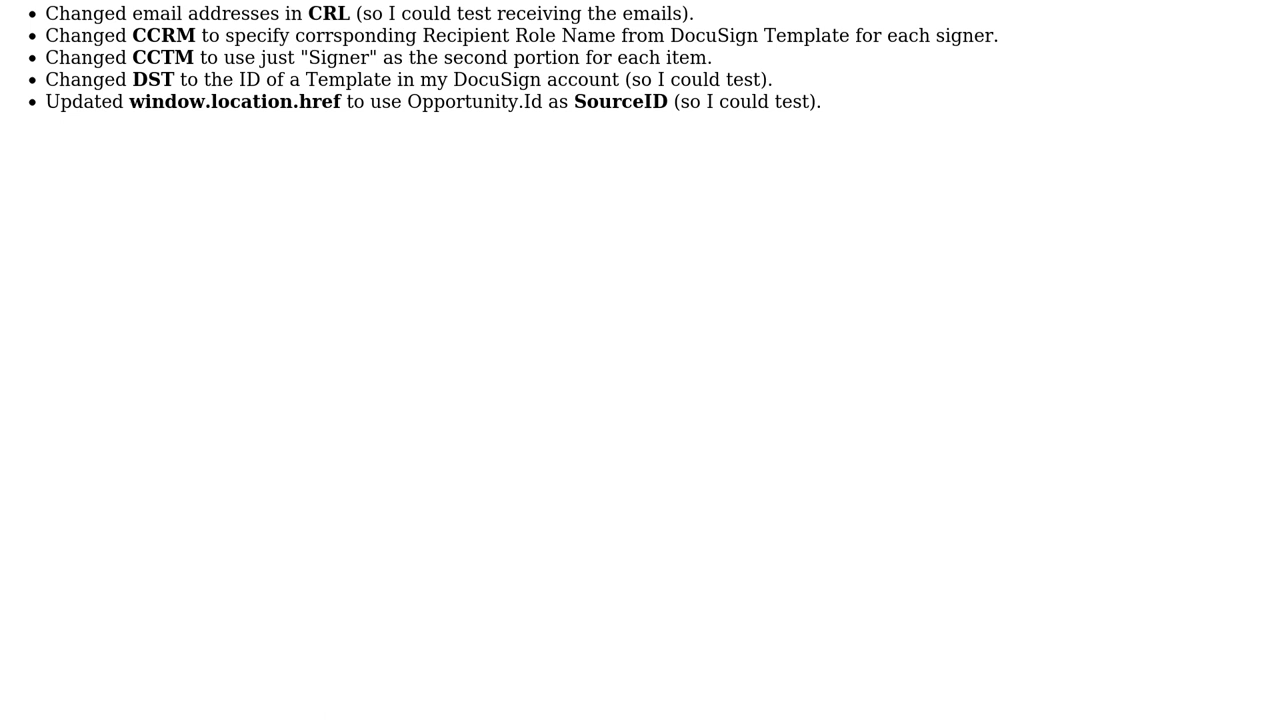 • Changed email addresses in CRL (so I could test receiving the emails).
• Changed CCRM to specify corrsponding Recipient Role Name from DocuSign Template for each signer.
• Changed CCTM to use just "Signer" as the second portion for each item.
• Changed DST to the ID of a Template in my DocuSign account (so I could test).
• Updated window.location.href to use Opportunity.Id as SourceID (so I could test).